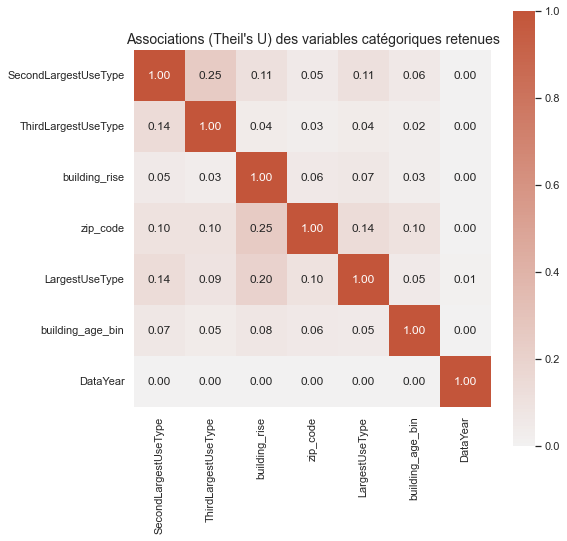 Associations (Theil's U) des variables catégoriques retenues
SecondLargestUseType 1.00 0.25 0.11 0.05 0.11 0.06 0.00
ThirdLargestUseType 0.14 1.00 0.04 0.03 0.04 0.02 0.00
building_rise 0.05 0.03 1.00 0.06 0.07 0.03 0.00
zip_code 0.10 0.10 0.25 1.00 0.14 0.10 0.00
LargestUseType 0.14 0.09 0.20 0.10 1.00 0.05 0.01
building_age_bin 0.07 0.05 0.08 0.06 0.05 1.00 0.00
DataYear 0.00 0.00 0.00 0.00 0.00 0.00 1.00
SecondLargestUseType
ThirdLargestUseType
building_rise
zip_code
LargestUseType
building_age_bin
DataYear
1.0
0.8
0.6
0.4
0.2
0.0